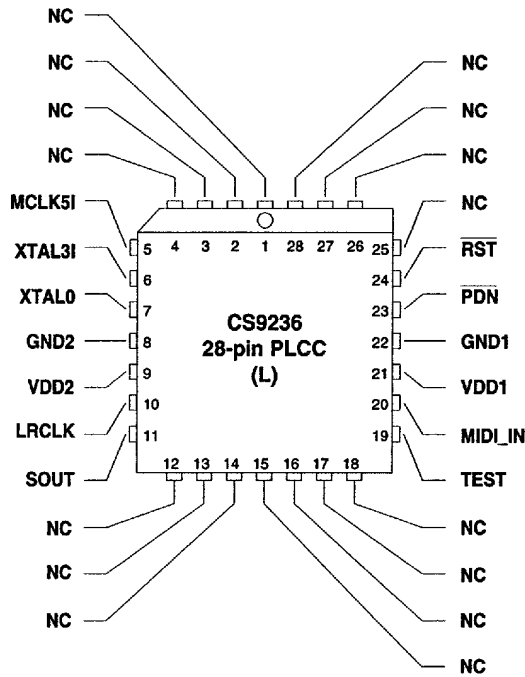 NC
NC NC
NC NC
NC NC
MCLK5I NC
5 4 3 2 1 28 27 26 25
XTAL3I 6 24 RST
XTAL0 7 23 PDN
CS9236
GND2 8 28-pin PLCC 22 GND1
(L)
VDD2 9 21 VDD1
LRCLK 10 20 MIDI_IN
SOUT 11 19 TEST
12 13 14 15 16 17 18
NC NC
NC NC
NC NC
NC